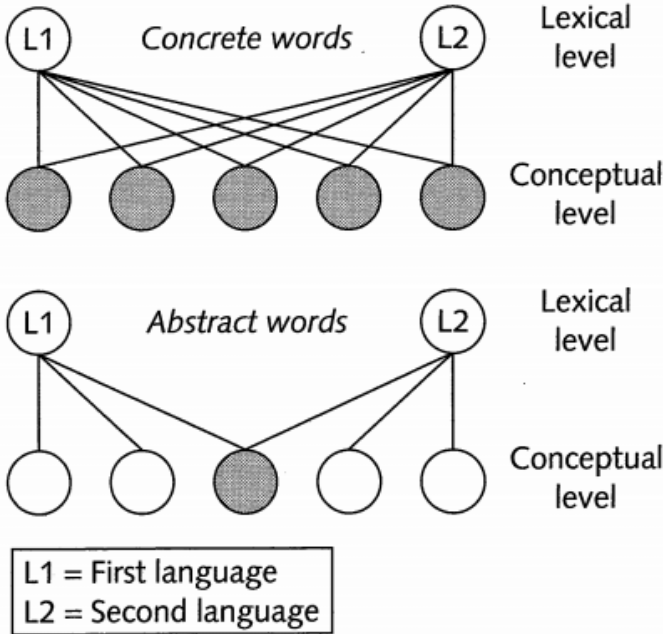 L1
Concrete words
L2
Lexical
level
Conceptual
level
L1
Abstract words
L2
Lexical
level
Conceptual
level
L1 = First language
L2 = Second language